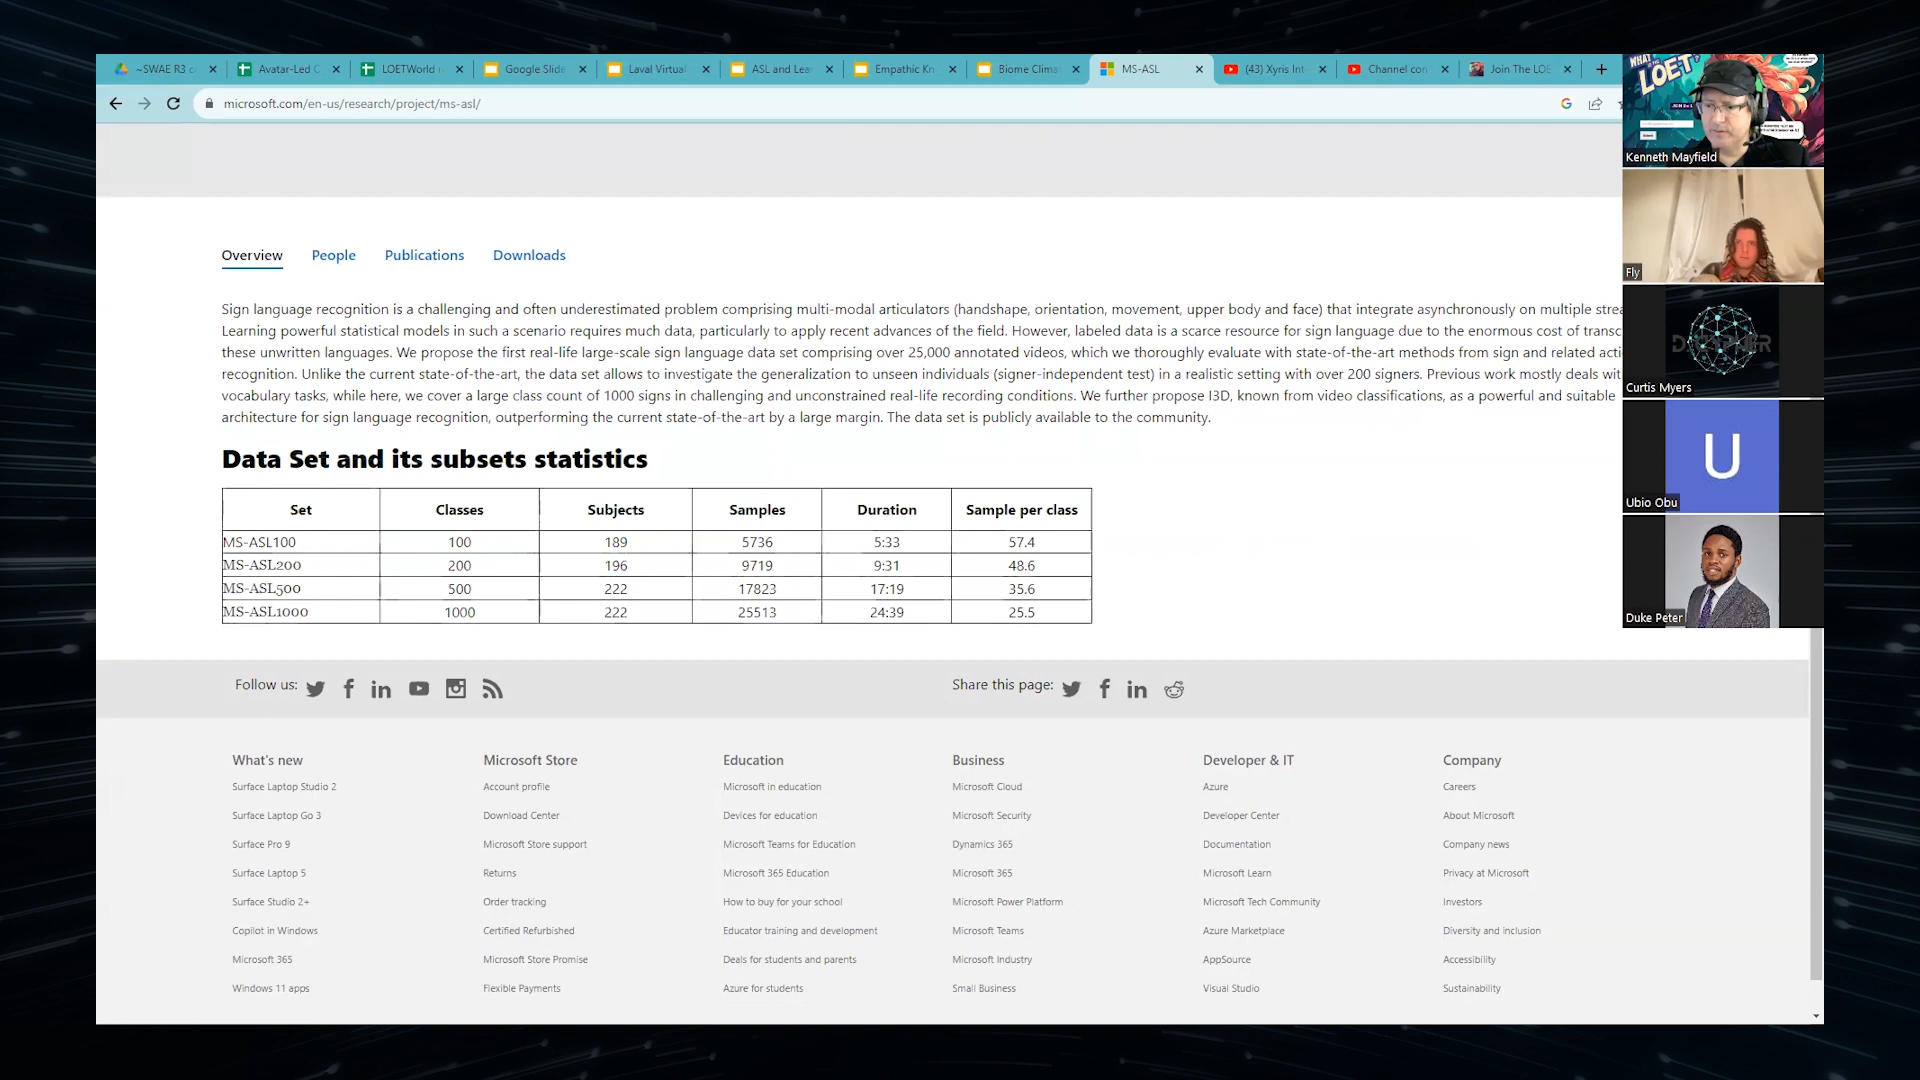 ~SWAE R3 c
Avatar-Led C
LOETWorld
Google Slide
Laval Virtual
ASL and Lea
Empathic Kn
Biome Clima
MS-ASL
(43) Xyris Int
Channel con
Join The LOE
microsoft.com/en-us/research/project/ms-asl/
Overview People Publications Downloads
Sign language recognition is a challenging and often underestimated problem comprising multi-modal articulators (handshape, orientation, movement, upper body and face) that integrate asynchronously on multiple strea
Learning powerful statistical models in such a scenario requires much data, particularly to apply recent advances of the field. However, labeled data is a scarce resource for sign language due to the enormous cost of transc
these unwritten languages. We propose the first real-life large-scale sign language data set comprising over 25,000 annotated videos, which we thoroughly evaluate with state-of-the-art methods from sign and related acti
recognition. Unlike the current state-of-the-art, the data set allows to investigate the generalization to unseen individuals (signer-independent test) in a realistic setting with over 200 signers. Previous work mostly deals wit
vocabulary tasks, while here, we cover a large class count of 1000 signs in challenging and unconstrained real-life recording conditions. We further propose I3D, known from video classifications, as a powerful and suitable
architecture for sign language recognition, outperforming the current state-of-the-art by a large margin. The data set is publicly available to the community.
Data Set and its subsets statistics
Set Classes Subjects Samples Duration Sample per class
MS-ASL100 100 189 5736 5:33 57.4
MS-ASL200 200 196 9719 9:31 48.6
MS-ASL500 500 222 17823 17:19 35.6
MS-ASL1000 1000 222 25513 24:39 25.5
Follow us:
Share this page:
What's new Microsoft Store Education Business Developer & IT Company
Surface Laptop Studio 2 Account profile Microsoft in education Microsoft Cloud Azure Careers
Surface Laptop Go 3 Download Center Devices for education Microsoft Security Developer Center About Microsoft
Surface Pro 9 Microsoft Store support Microsoft Teams for Education Dynamics 365 Documentation Company news
Surface Laptop 5 Returns Microsoft 365 Education Microsoft 365 Microsoft Learn Privacy at Microsoft
Surface Studio 2+ Order tracking How to buy for your school Microsoft Power Platform Microsoft Tech Community Investors
Copilot in Windows Certified Refurbished Educator training and development Microsoft Teams Azure Marketplace Diversity and inclusion
Microsoft 365 Microsoft Store Promise Deals for students and parents Microsoft Industry AppSource Accessibility
Windows 11 apps Flexible Payments Azure for students Small Business Visual Studio Sustainability
WHAT
LOET?
Kenneth Mayfield
Fly
Curtis Myers
U
Ubio Obu
Duke Peter